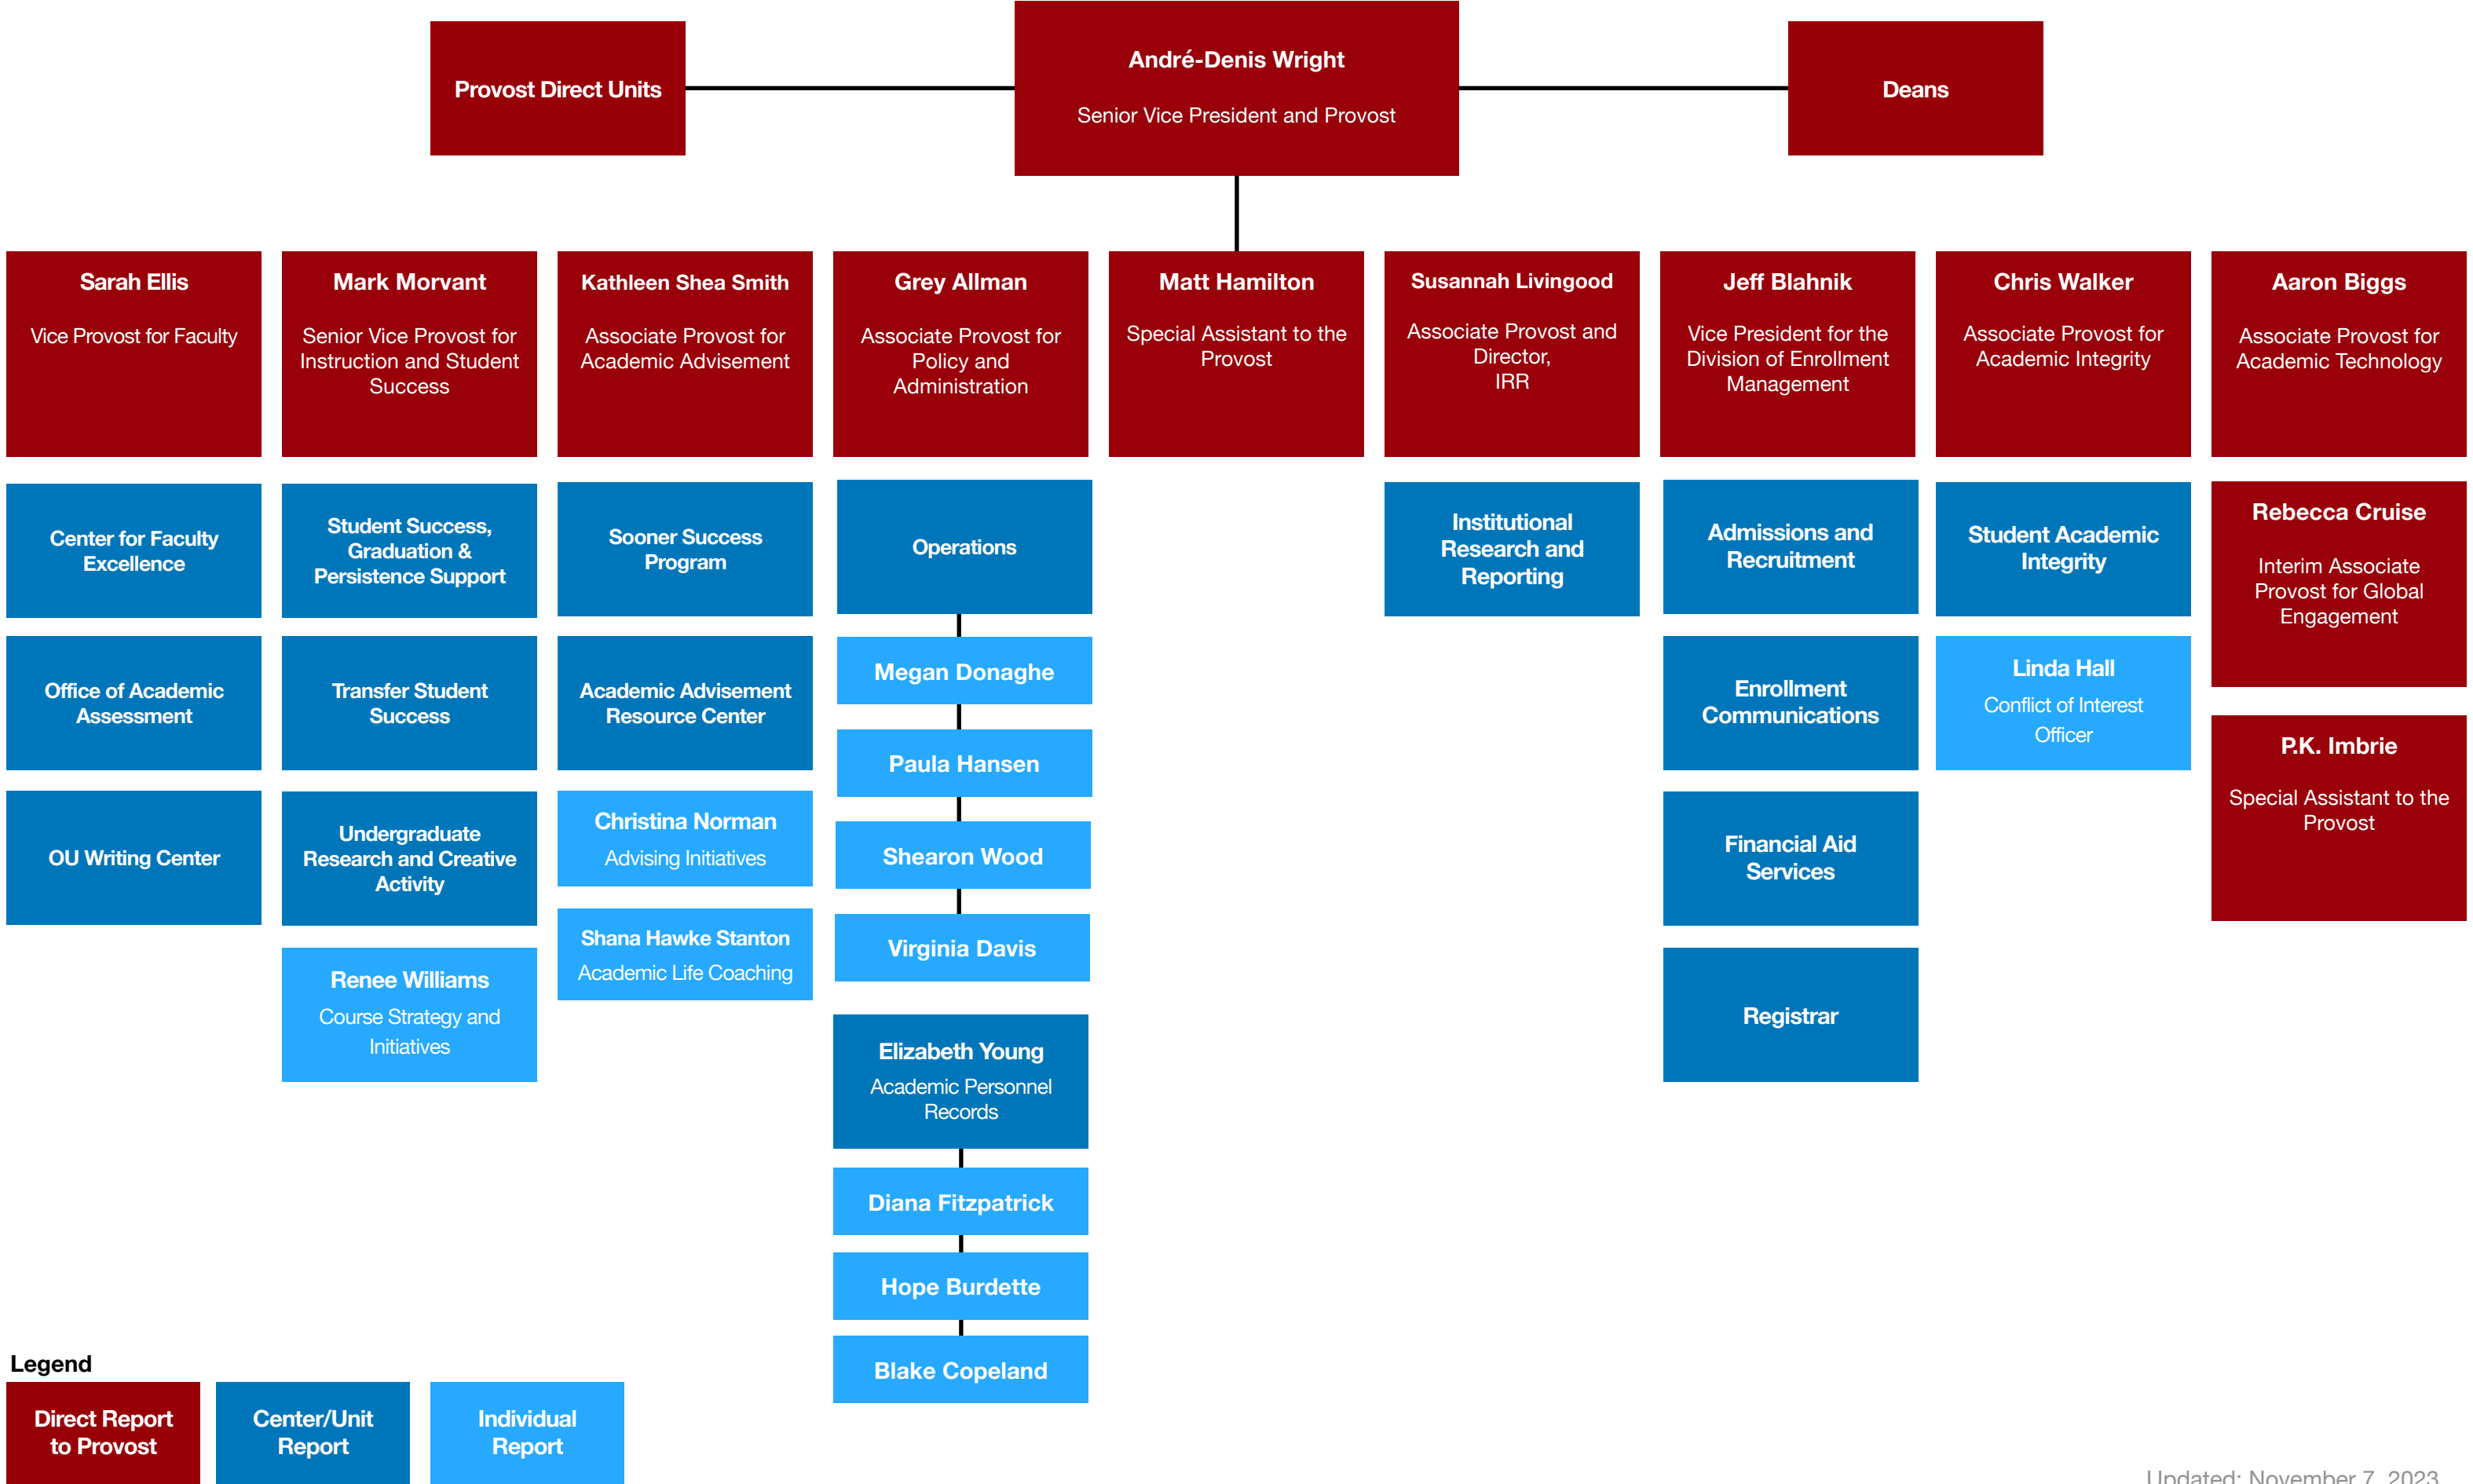 Provost Direct Units
André-Denis Wright
Senior Vice President and Provost
Deans
Sarah Ellis
Vice Provost for Faculty
Mark Morvant
Senior Vice Provost for
Instruction and Student
Success
Kathleen Shea Smith
Associate Provost for
Academic Advisement
Grey Allman
Associate Provost for
Policy and
Administration
Matt Hamilton
Special Assistant to the
Provost
Susannah Livingood
Associate Provost and
Director,
IRR
Jeff Blahnik
Vice President for the
Division of Enrollment
Management
Chris Walker
Associate Provost for
Academic Integrity
Aaron Biggs
Associate Provost for
Academic Technology
Center for Faculty
Excellence
Office of Academic
Assessment
OU Writing Center
Student Success,
Graduation &
Persistence Support
Transfer Student
Success
Undergraduate
Research and Creative
Activity
Renee Williams
Course Strategy and
Initiatives
Sooner Success
Program
Academic Advisement
Resource Center
Christina Norman
Advising Initiatives
Shana Hawke Stanton
Academic Life Coaching
Operations
Megan Donaghe
Paula Hansen
Shearon Wood
Virginia Davis
Elizabeth Young
Academic Personnel
Records
Diana Fitzpatrick
Hope Burdette
Blake Copeland
Institutional
Research and
Reporting
Admissions and
Recruitment
Enrollment
Communications
Financial Aid
Services
Registrar
Student Academic
Integrity
Linda Hall
Conflict of Interest
Officer
Rebecca Cruise
Interim Associate
Provost for Global
Engagement
P.K. Imbrie
Special Assistant to the
Provost
Legend
Direct Report
to Provost
Center/Unit
Report
Individual
Report
Updated: November 7, 2023